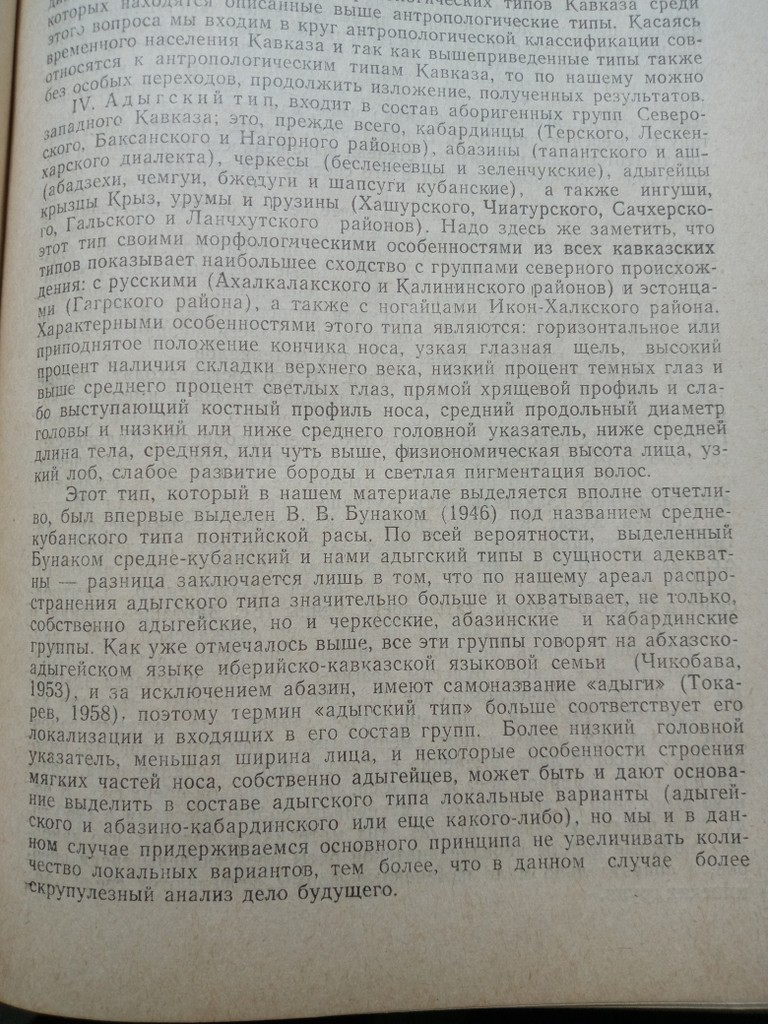 гических типов Кавказа среди
которых находятся описанные выше антропологические типы. Касаясь
этого вопроса мы входим в круг антропологической классификации сов-
временного населения Кавказа и так как вышеприведенные типы также
относятся к антропологическим типам Кавказа, то по нашему можно
без особых переходов, продолжить изложение, полученных результатов.
IV. Адыгский тип, входит в состав аборигенных групп Северо-
западного Кавказа; это, прежде всего, кабардинцы (Терского, Лескен-
ского, Баксанского и Нагорного районов), абазины (тапантского и аш-
харского диалекта), черкесы (бесленеевцы и зеленчукские), адыгейцы
(абадзехи, чемгуи, бжедуги и шапсуги кубанские), а также ингуши,
крызцы Крыз, урумы и грузины (Хашурского, Чиатурского, Сачхерско-
го, Гальского и Ланчхутского районов). Надо здесь же заметить, что
этот тип своими морфологическими особенностями из всех кавказских
типов показывает наибольшее сходство с группами северного происхож-
дения: с русскими (Ахалкалакского и Калининского районов) и эстонца-
ми (Гагрского района), а также с ногайцами Икон-Халкского района.
Характерными особенностями этого типа являются: горизонтальное или
приподнятое положение кончика носа, узкая глазная щель, высокий
процент наличия складки верхнего века, низкий процент темных глаз и
выше среднего процент светлых глаз, прямой хрящевой профиль и сла-
бо выступающий костный профиль носа, средний продольный диаметр
головы и низкий или ниже среднего головной указатель, ниже средней
длина тела, средняя, или чуть выше, физиономическая высота лица, уз-
кий лоб, слабое развитие бороды и светлая пигментация волос.
Этот тип, который в нашем материале выделяется вполне отчетли-
во, был впервые выделен В. В. Бунаком (1946) под названием средне-
кубанского типа понтийской расы. По всей вероятности, выделенный
Бунаком средне-кубанский и нами адыгский типы в сущности адекват-
ны — разница заключается лишь в том, что по нашему ареал распро-
странения адыгского типа значительно больше и охватывает, не только,
собственно адыгейские, но и черкесские, абазинские и кабардинские
группы. Как уже отмечалось выше, все эти группы говорят на абхазско-
адыгейском языке иберийско-кавказской языковой семьи (Чикобава,
1953), и за исключением абазин, имеют самоназвание «адыги» (Тока-
рев, 1958), поэтому термин «адыгский тип» больше соответствует его
локализации и входящих в его состав групп. Более низкий головной
указатель, меньшая ширина лица, и некоторые особенности строения
мягких частей носа, собственно адыгейцев, может быть и дают основа-
ние выделить в составе адыгского типа локальные варианты (адыгей-
ского и абазино-кабардинского или еще какого-либо), но мы и в дан-
ном случае придерживаемся основного принципа не увеличивать коли-
чество локальных вариантов, тем более, что в данном случае более
скрупулезный анализ дело будущего.